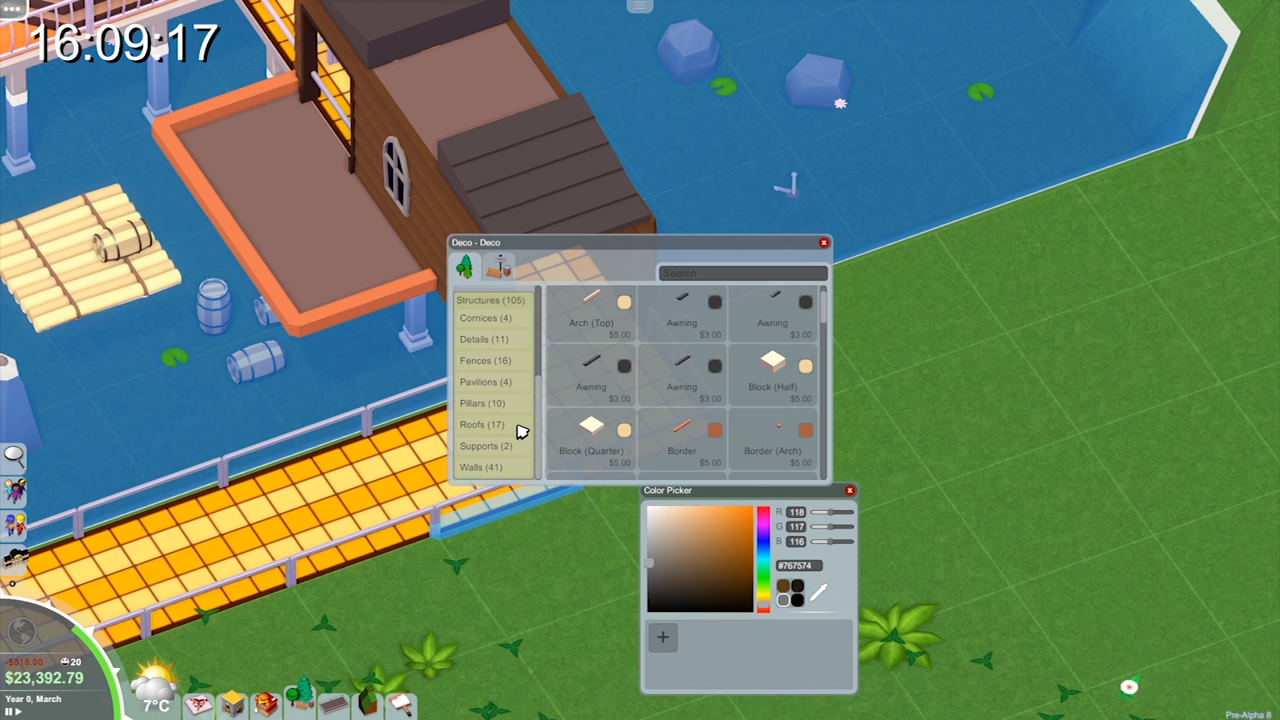 16:09:17
Deco - Deco
Search
Structures (105)
Cornices (4)
Details (11)
Fences (16)
Pavilions (4)
Pillars (10)
Roofs (17)
Supports (2)
Walls (41)
Arch (Top)
$5.00
Awning
$3.00
Awning
$3.00
Awning
$3.00
Awning
$3.00
Block (Half)
$5.00
Block (Quarter)
$5.00
Border
$5.00
Border (Arch)
$5.00
Color Picker
R 118
G 117
B 116
#767574
+
-$818.00
20
$23,392.79
Year 0, March
7°C
Pre-Alpha 8